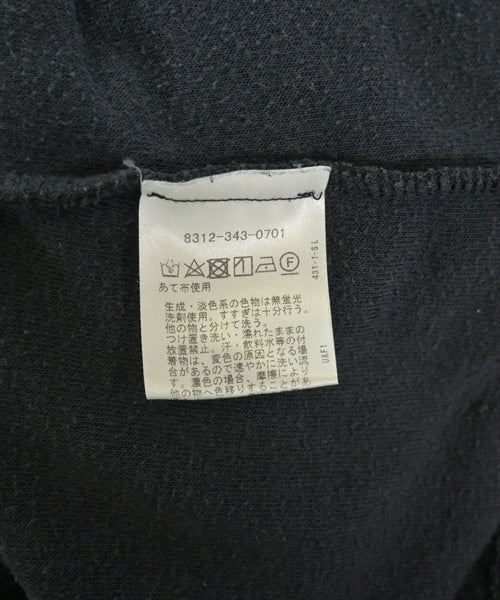 8312-343-0701
あて布使用
生成・淡色系の色物は無蛍光
洗剤使用。すすぎは十分行う。
他の物と分けて洗う。
つけ置き洗い・濡れたままの
放置禁止。汗・飲料水等の付
着物は、変色の原因となる場
合があるので速やかに洗い流
す。濃色の場合、摩擦により
他の物へ色移りすることがあ
431-1-SL
UAF1